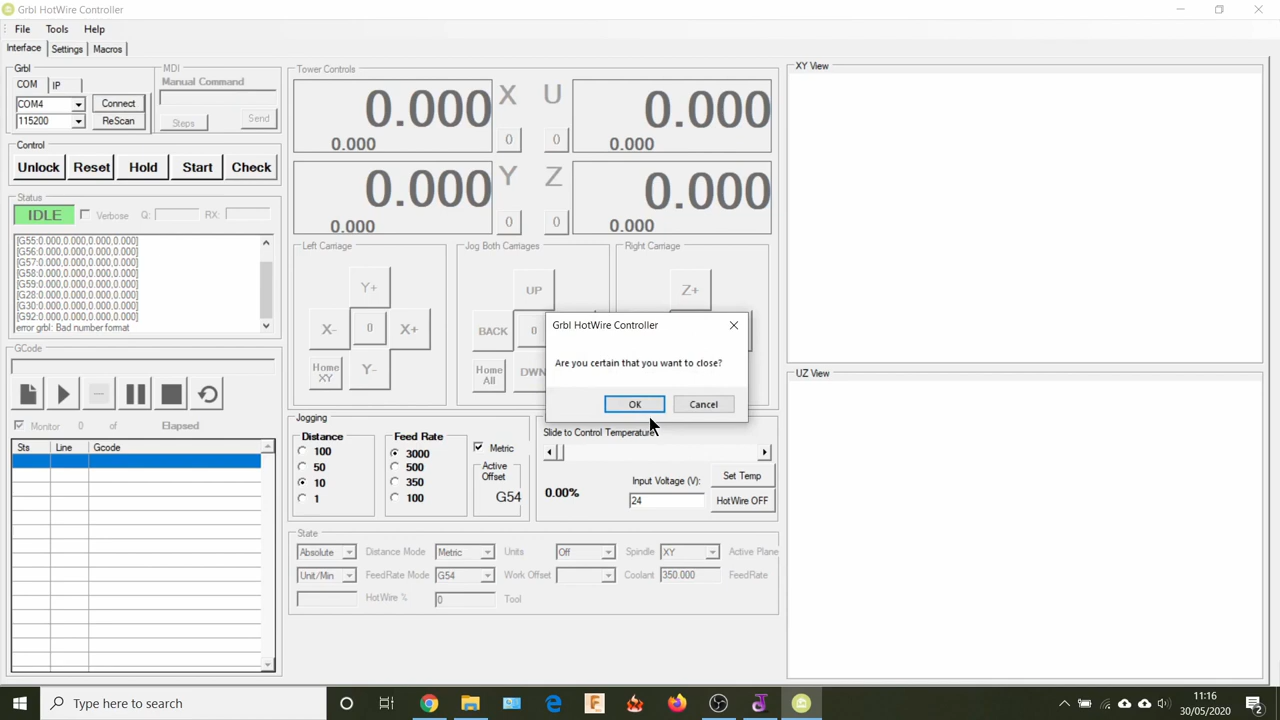 Grbl HotWire Controller
File Tools Help
Interface Settings Macros
Grbl
COM IP
COM4 Connect
115200 ReScan
MDI
Manual Command
Steps Send
Control
Unlock Reset Hold Start Check
Status
IDLE Verbose Q: RX:
[G55:0.000,0.000,0.000,0.000]
[G56:0.000,0.000,0.000,0.000]
[G57:0.000,0.000,0.000,0.000]
[G58:0.000,0.000,0.000,0.000]
[G59:0.000,0.000,0.000,0.000]
[G28:0.000,0.000,0.000,0.000]
[G30:0.000,0.000,0.000,0.000]
[G92:0.000,0.000,0.000,0.000]
error grbl: Bad number format
GCode
Monitor 0 of Elapsed
Sts Line Gcode
Tower Controls
0.000 X U 0.000
0.000 0 0 0.000
0.000 Y Z 0.000
0.000 0 0 0.000
Left Carriage
Y+
X- 0 X+
Home
XY
Y-
Jog Both Carriages
UP
BACK 0
Home
All
DWN
Right Carriage
Z+
Grbl HotWire Controller
Are you certain that you want to close?
OK Cancel
Jogging
Distance
100
50
10
1
Feed Rate
3000
500
350
100
Metric
Active
Offset
G54
Slide to Control Temperature
0.00%
Input Voltage (V):
24
Set Temp
HotWire OFF
State
Absolute Distance Mode Metric Units Off Spindle XY Active Plane
Unit/Min FeedRate Mode G54 Work Offset Coolant 350.000 FeedRate
HotWire % 0 Tool
XY View
UZ View
Type here to search
11:16
30/05/2020
2